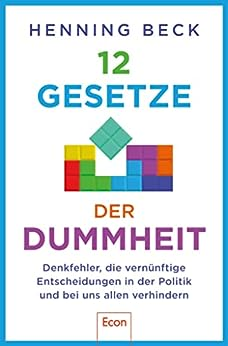 HENNING BECK
12
GESETZE
DER
DUMMHEIT
Denkfehler, die vernünftige
Entscheidungen in der Politik
und bei uns allen verhindern
Econ